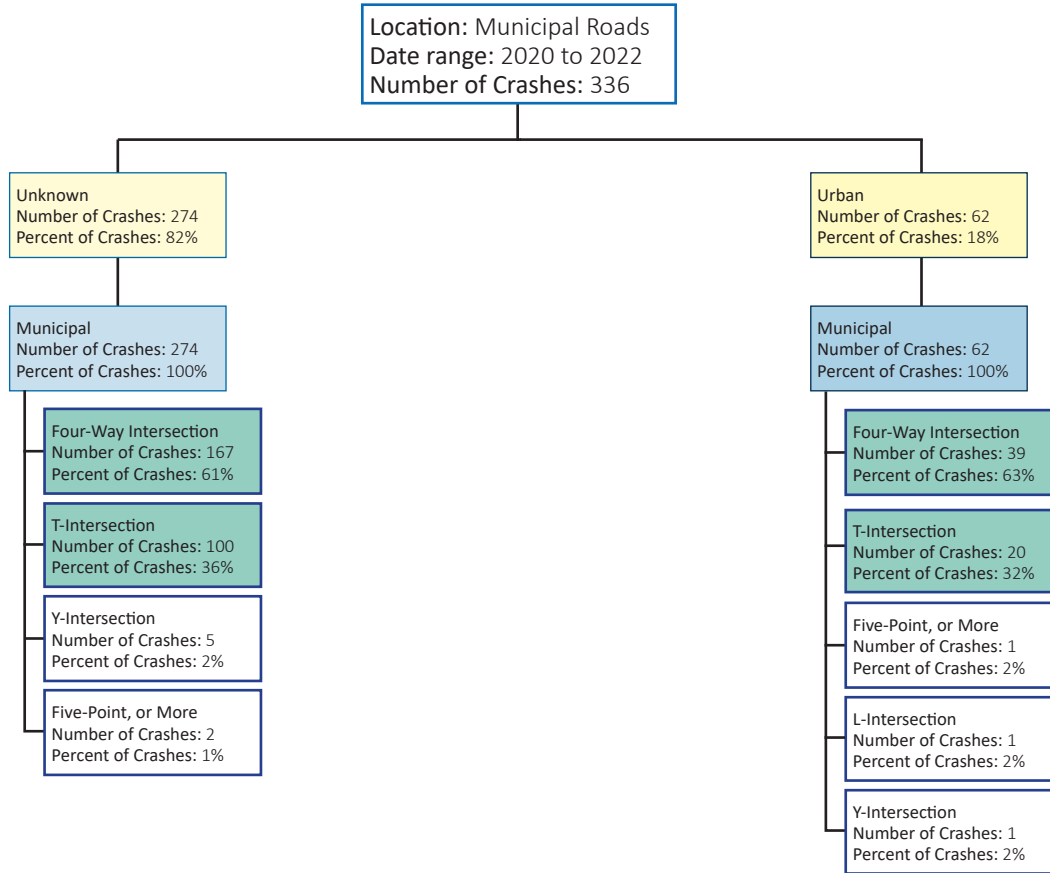 Location: Municipal Roads
Date range: 2020 to 2022
Number of Crashes: 336
Unknown
Number of Crashes: 274
Percent of Crashes: 82%
Municipal
Number of Crashes: 274
Percent of Crashes: 100%
Four-Way Intersection
Number of Crashes: 167
Percent of Crashes: 61%
T-Intersection
Number of Crashes: 100
Percent of Crashes: 36%
Y-Intersection
Number of Crashes: 5
Percent of Crashes: 2%
Five-Point, or More
Number of Crashes: 2
Percent of Crashes: 1%
Urban
Number of Crashes: 62
Percent of Crashes: 18%
Municipal
Number of Crashes: 62
Percent of Crashes: 100%
Four-Way Intersection
Number of Crashes: 39
Percent of Crashes: 63%
T-Intersection
Number of Crashes: 20
Percent of Crashes: 32%
Five-Point, or More
Number of Crashes: 1
Percent of Crashes: 2%
L-Intersection
Number of Crashes: 1
Percent of Crashes: 2%
Y-Intersection
Number of Crashes: 1
Percent of Crashes: 2%